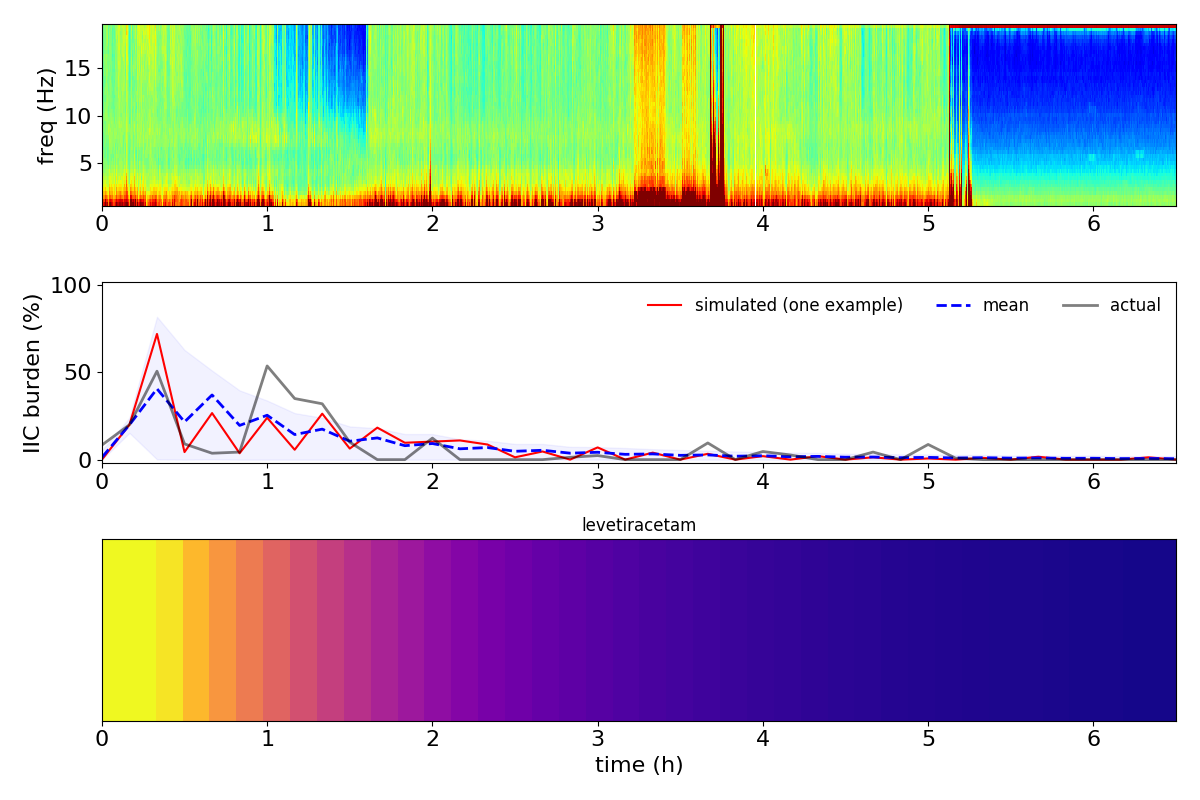 freq (Hz)
15
10
5
0 1 2 3 4 5 6
IIC burden (%)
100
50
0
simulated (one example) mean actual
0 1 2 3 4 5 6
levetiracetam
0 1 2 3 4 5 6
time (h)